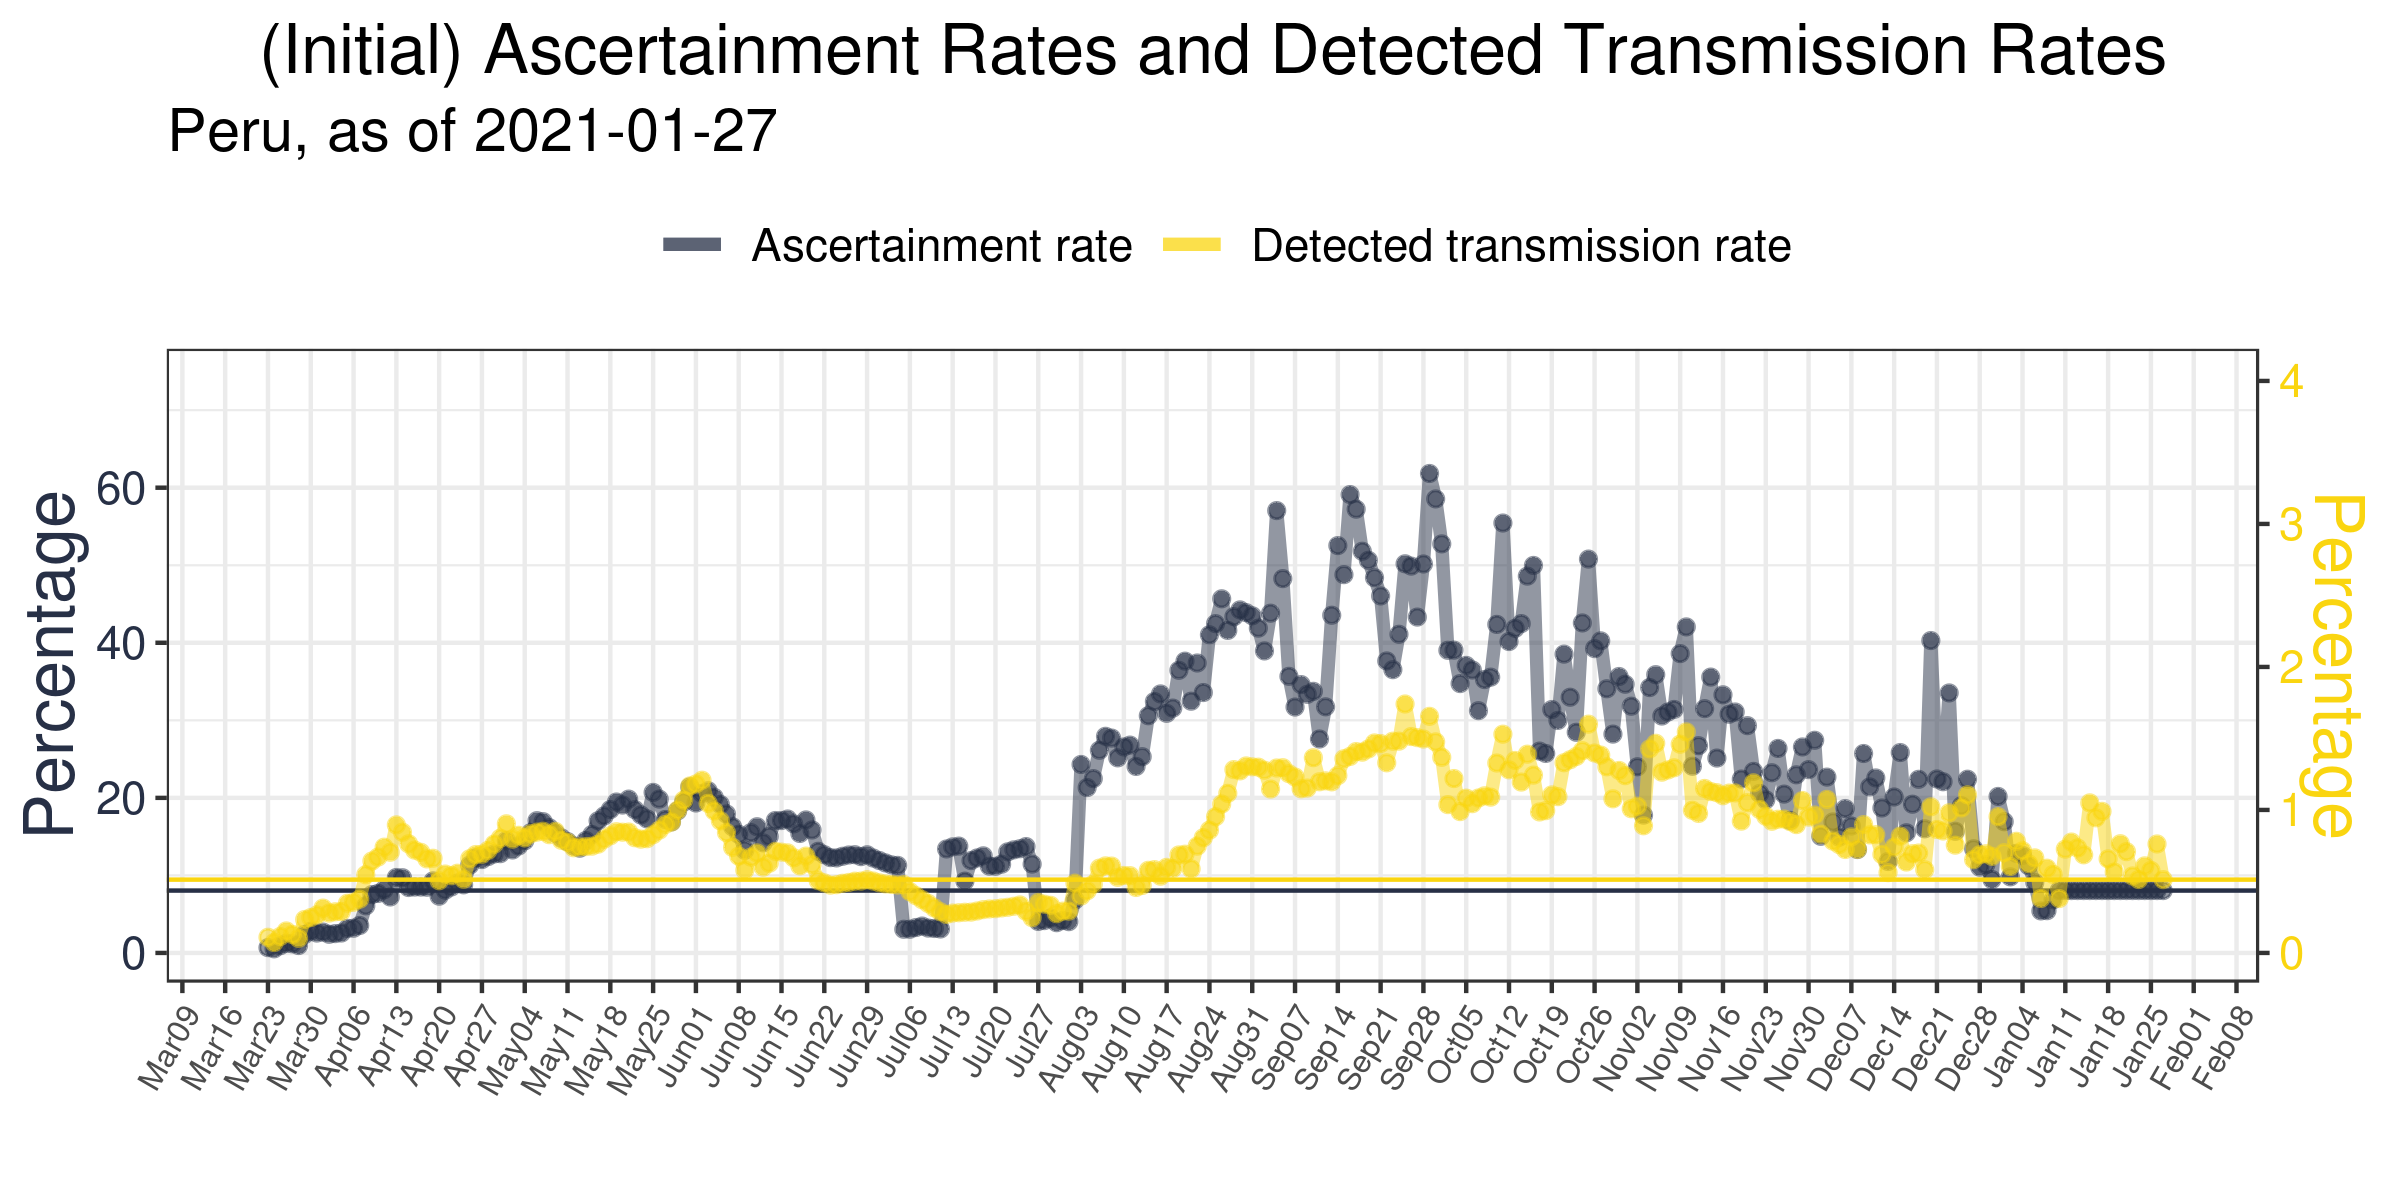 (Initial) Ascertainment Rates and Detected Transmission Rates
Peru, as of 2021-01-27
Ascertainment rate
Detected transmission rate
Percentage
60
40
20
0
4
3
2
1
0
Percentage
Mar09
Mar16
Mar23
Mar30
Apr06
Apr13
Apr20
Apr27
May04
May11
May18
May25
Jun01
Jun08
Jun15
Jun22
Jun29
Jul06
Jul13
Jul20
Jul27
Aug03
Aug10
Aug17
Aug24
Aug31
Sep07
Sep14
Sep21
Sep28
Oct05
Oct12
Oct19
Oct26
Nov02
Nov09
Nov16
Nov23
Nov30
Dec07
Dec14
Dec21
Dec28
Jan04
Jan11
Jan18
Jan25
Feb01
Feb08